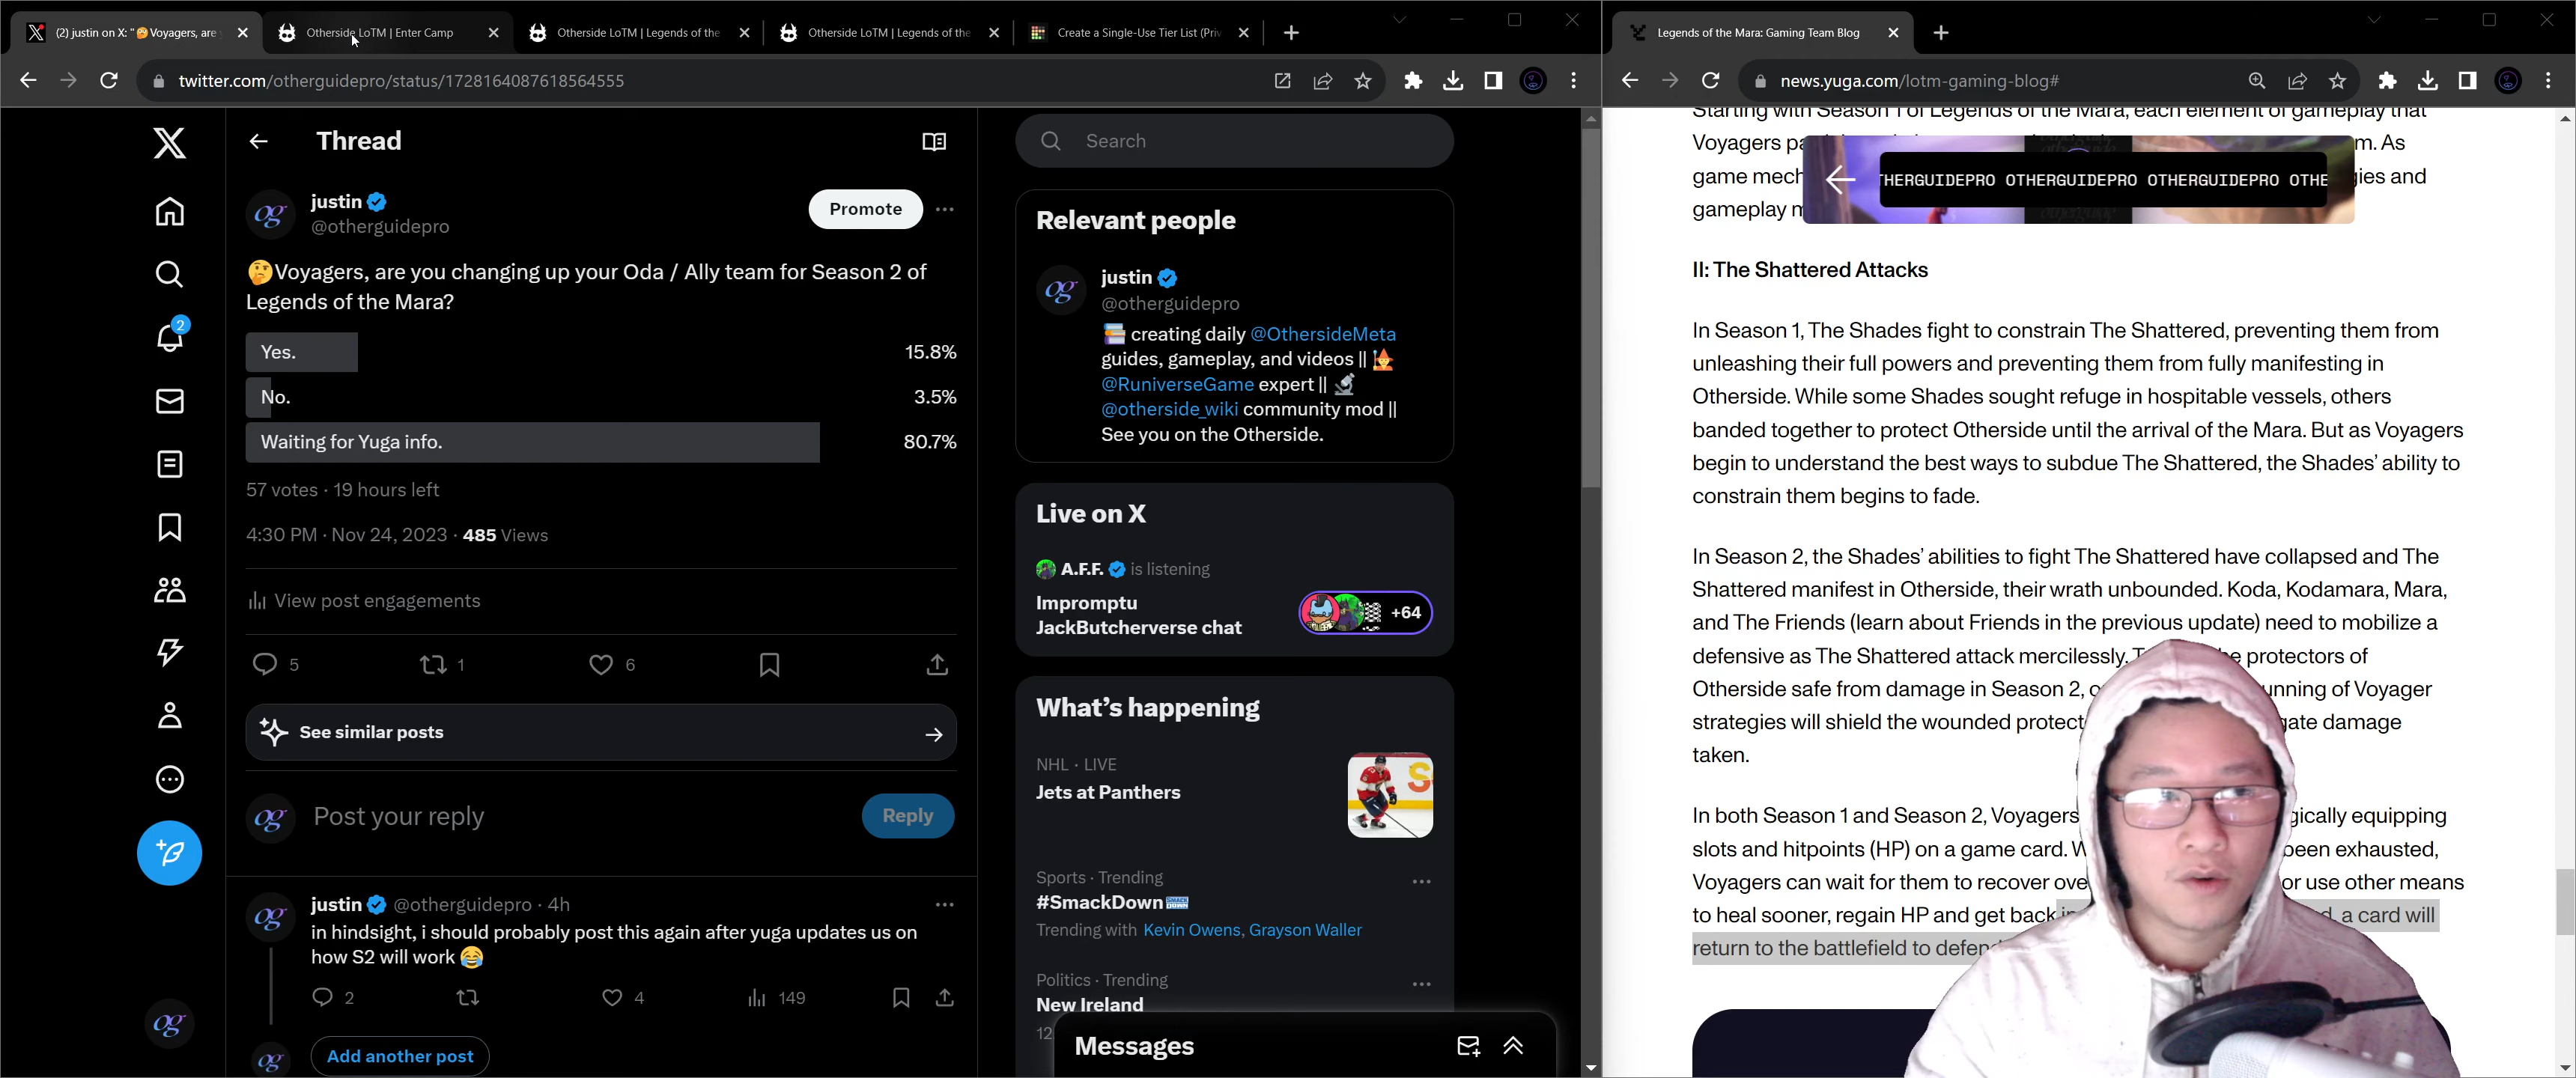 (2) justin on X: "🤔Voyagers, are
Otherside LoTM | Enter Camp
Otherside LoTM | Legends of the
Otherside LoTM | Legends of the
Create a Single-Use Tier List (Priv
twitter.com/otherguidepro/status/1728164087618564555
Thread
justin
@otherguidepro
Promote
🤔Voyagers, are you changing up your Oda / Ally team for Season 2 of
Legends of the Mara?
Yes.
15.8%
No.
3.5%
Waiting for Yuga info.
80.7%
57 votes · 19 hours left
4:30 PM · Nov 24, 2023 · 485 Views
View post engagements
5
1
6
See similar posts
Post your reply
Reply
justin @otherguidepro · 4h
in hindsight, i should probably post this again after yuga updates us on
how S2 will work 😂
2
4
149
Add another post
2
og
Search
Relevant people
justin
@otherguidepro
📚 creating daily @OthersideMeta
guides, gameplay, and videos ||
@RuniverseGame expert || 🔬
@otherside_wiki community mod ||
See you on the Otherside.
Live on X
A.F.F. is listening
Impromptu
JackButcherverse chat
+64
What's happening
NHL · LIVE
Jets at Panthers
Sports · Trending
#SmackDown
Trending with Kevin Owens, Grayson Waller
Politics · Trending
New Ireland
12
Messages
Legends of the Mara: Gaming Team Blog
news.yuga.com/lotm-gaming-blog#
Starting with Season 1 of Legends of the Mara, each element of gameplay that
Voyagers m. As
game mech gies and
gameplay
HERGUIDEPRO OTHERGUIDEPRO OTHERGUIDEPRO OTHE
II: The Shattered Attacks
In Season 1, The Shades fight to constrain The Shattered, preventing them from
unleashing their full powers and preventing them from fully manifesting in
Otherside. While some Shades sought refuge in hospitable vessels, others
banded together to protect Otherside until the arrival of the Mara. But as Voyagers
begin to understand the best ways to subdue The Shattered, the Shades' ability to
constrain them begins to fade.
In Season 2, the Shades' abilities to fight The Shattered have collapsed and The
Shattered manifest in Otherside, their wrath unbounded. Koda, Kodamara, Mara,
and The Friends (learn about Friends in the previous update) need to mobilize a
defensive as The Shattered attack mercilessly. protectors of
Otherside safe from damage in Season 2, unning of Voyager
strategies will shield the wounded protect gate damage
taken.
In both Season 1 and Season 2, Voyagers gically equipping
slots and hitpoints (HP) on a game card. been exhausted,
Voyagers can wait for them to recover ove or use other means
to heal sooner, regain HP and get back a card will
return to the battlefield to defend